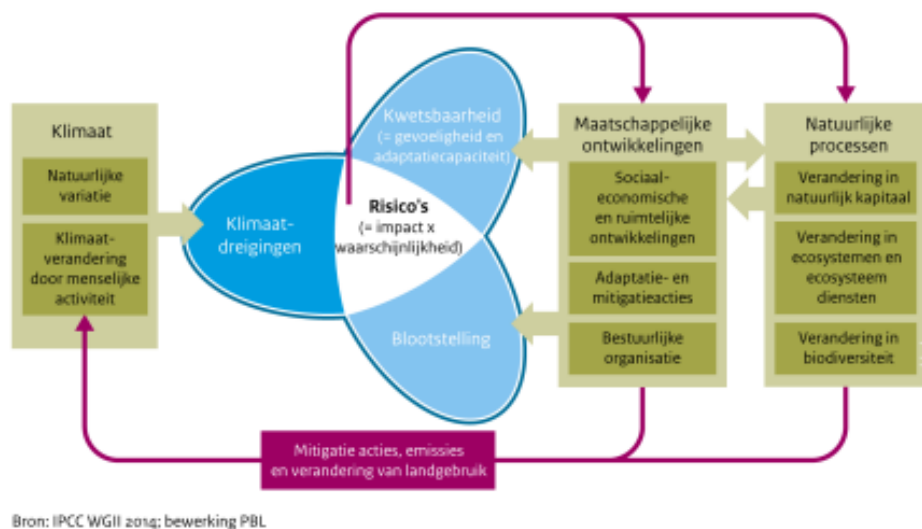 Klimaat
Natuurlijke
variatie
Klimaat-
verandering
door menselijke
activiteit
Klimaat-
dreigingen
Kwetsbaarheid
(= gevoeligheid en
adaptatiecapaciteit)
Risico's
(= impact x
waarschijnlijkheid)
Blootstelling
Maatschappelijke
ontwikkelingen
Sociaal-
economische
en ruimtelijke
ontwikkelingen
Adaptatie- en
mitigatieacties
Bestuurlijke
organisatie
Natuurlijke
processen
Verandering in
natuurlijk kapitaal
Verandering in
ecosystemen en
ecosysteem
diensten
Verandering in
biodiversiteit
Mitigatie acties, emissies
en verandering van landgebruik
Bron: IPCC WGII 2014; bewerking PBL